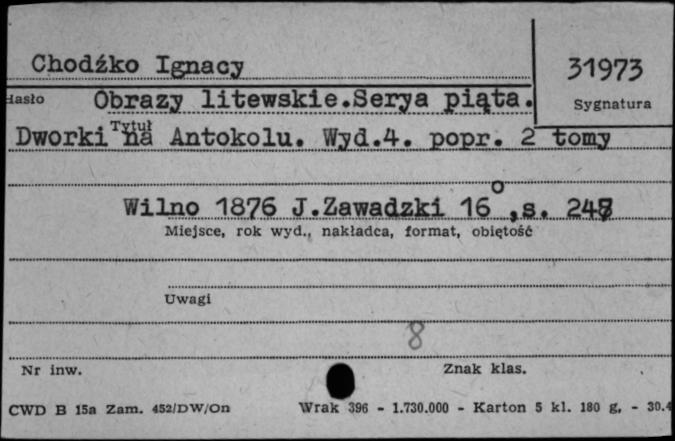 Chodźko Ignacy
31973
Hasło Obrazy litewskie.Serya piąta.
Sygnatura
Tytuł
Dworki na Antokolu. Wyd.4. popr. 2 tomy
Wilno 1876 J.Zawadzki 16°,s. 248
Miejsce, rok wyd., nakładca, format, objętość
Uwagi
8
Nr inw. Znak klas.
CWD B 15a Zam. 452/DW/On Wrak 396 - 1.730.000 - Karton 5 kl. 180 g. - 30.4